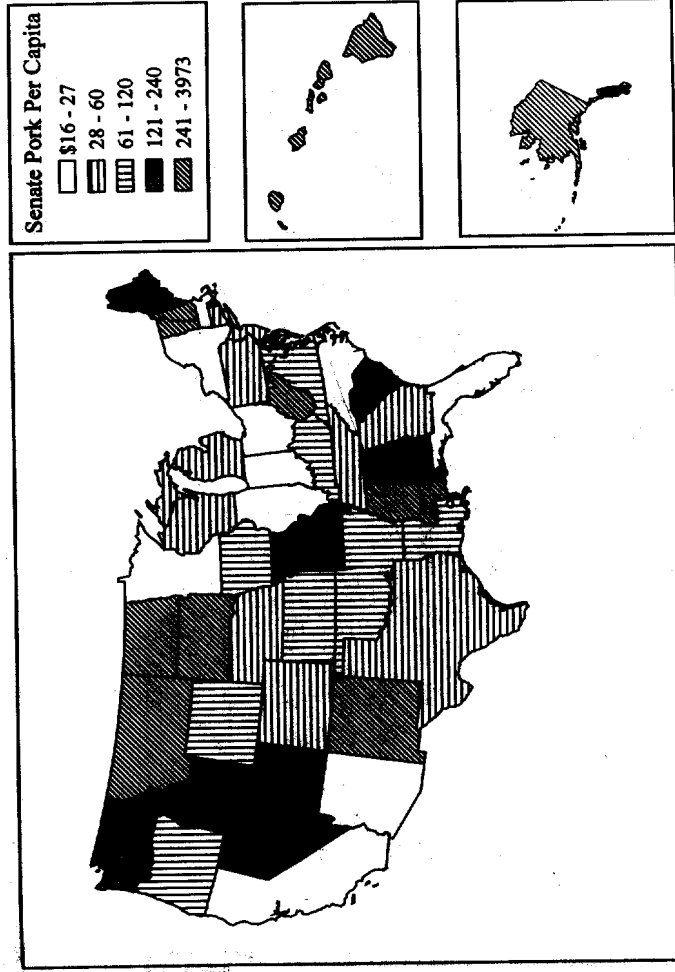 Senate Pork Per Capita
$16 - 27
28 - 60
61 - 120
121 - 240
241 - 3973